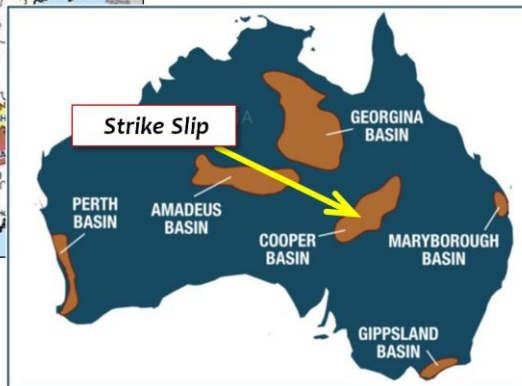 Strike Slip
GEORGINA
BASIN
PERTH
BASIN
AMADEUS
BASIN
COOPER
BASIN
MARYBOROUGH
BASIN
GIPPSLAND
BASIN